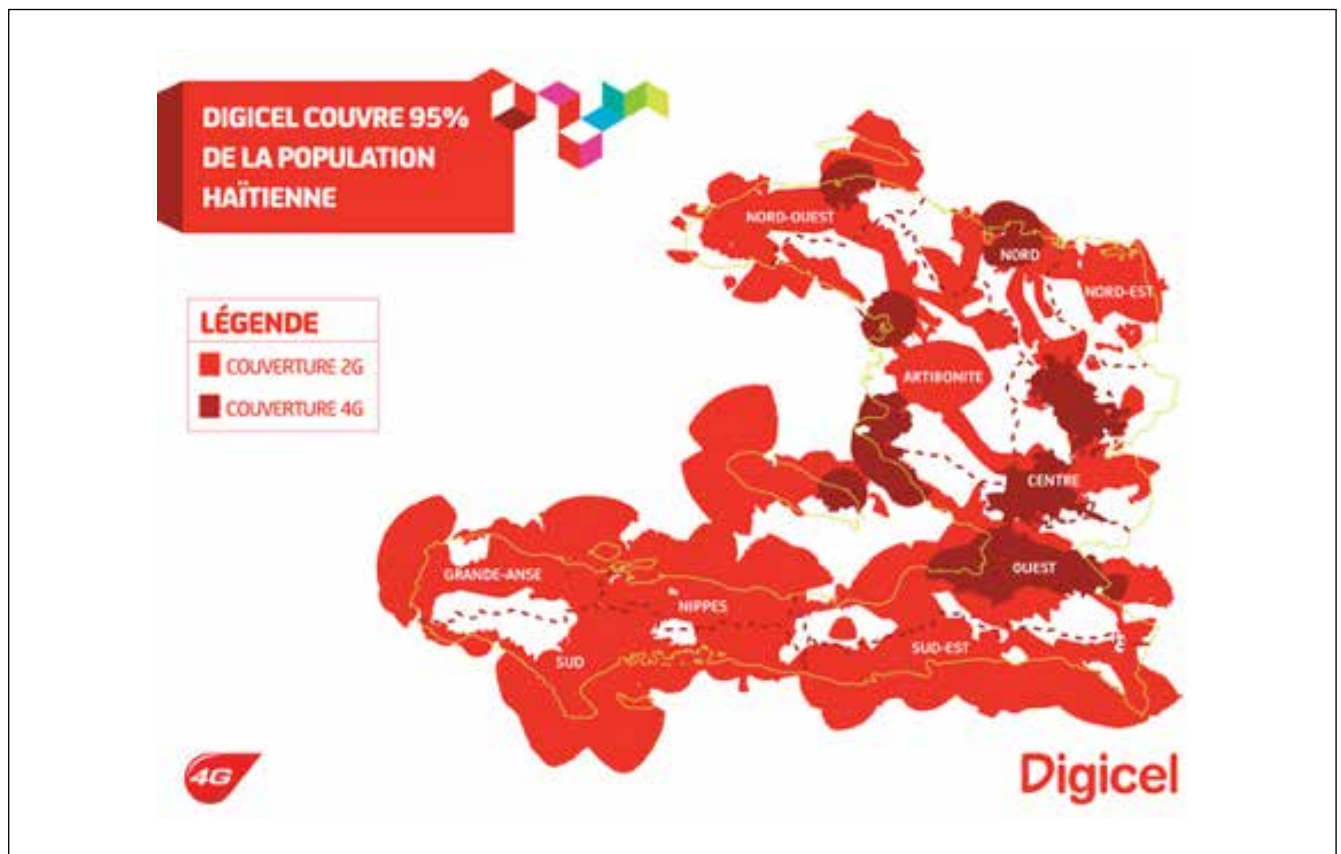 DIGICEL COUVRE 95%
DE LA POPULATION
HAÏTIENNE
LÉGENDE
COUVERTURE 2G
COUVERTURE 4G
NORD-OUEST
NORD
NORD-EST
ARTIBONITE
CENTRE
OUEST
GRANDE-ANSE
NIPPES
SUD
SUD-EST
4G
Digicel